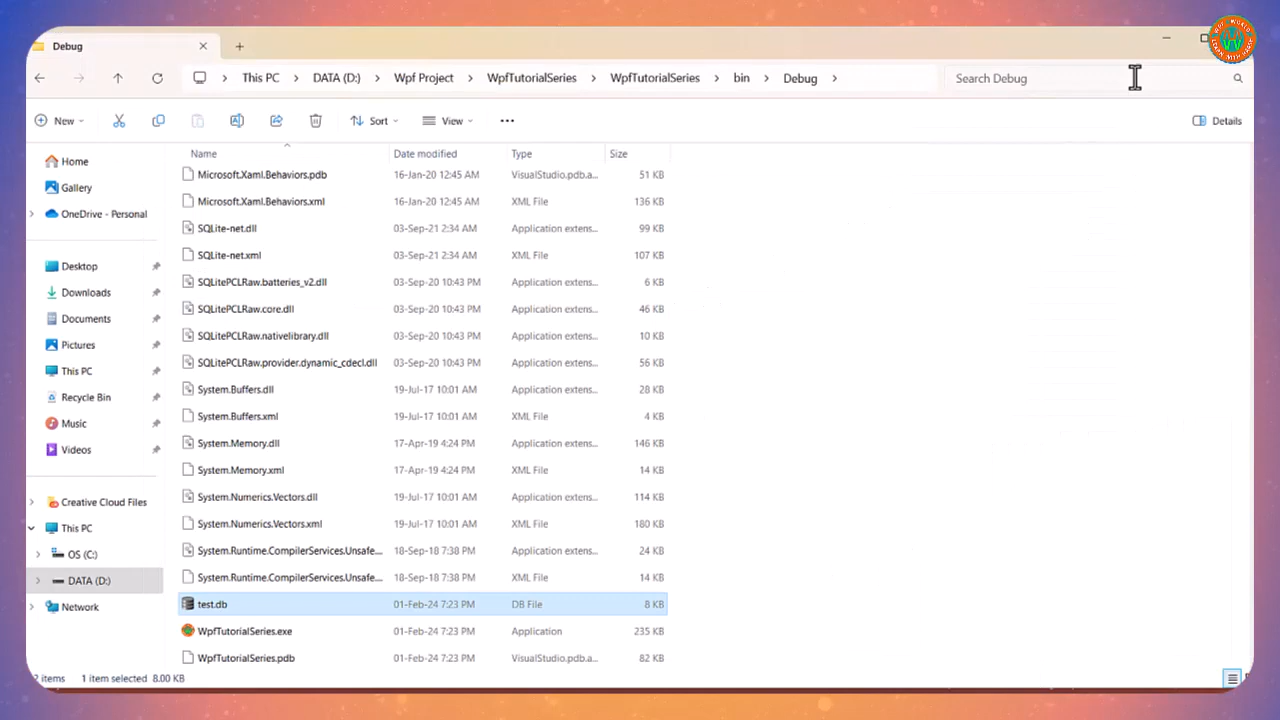 Debug
This PC > DATA (D:) > Wpf Project > WpfTutorialSeries > WpfTutorialSeries > bin > Debug >
Search Debug
New
Sort
View
Details
Name Date modified Type Size
Home
Gallery
OneDrive - Personal
Desktop
Downloads
Documents
Pictures
This PC
Recycle Bin
Music
Videos
Creative Cloud Files
This PC
OS (C:)
DATA (D:)
Network
Microsoft.Xaml.Behaviors.pdb 16-Jan-20 12:45 AM VisualStudio.pdb.a... 51 KB
Microsoft.Xaml.Behaviors.xml 16-Jan-20 12:45 AM XML File 136 KB
SQLite-net.dll 03-Sep-21 2:34 AM Application extens... 99 KB
SQLite-net.xml 03-Sep-21 2:34 AM XML File 107 KB
SQLitePCLRaw.batteries_v2.dll 03-Sep-20 10:43 PM Application extens... 6 KB
SQLitePCLRaw.core.dll 03-Sep-20 10:43 PM Application extens... 46 KB
SQLitePCLRaw.nativelibrary.dll 03-Sep-20 10:43 PM Application extens... 10 KB
SQLitePCLRaw.provider.dynamic_cdecl.dll 03-Sep-20 10:43 PM Application extens... 56 KB
System.Buffers.dll 19-Jul-17 10:01 AM Application extens... 28 KB
System.Buffers.xml 19-Jul-17 10:01 AM XML File 4 KB
System.Memory.dll 17-Apr-19 4:24 PM Application extens... 146 KB
System.Memory.xml 17-Apr-19 4:24 PM XML File 14 KB
System.Numerics.Vectors.dll 19-Jul-17 10:01 AM Application extens... 114 KB
System.Numerics.Vectors.xml 19-Jul-17 10:01 AM XML File 180 KB
System.Runtime.CompilerServices.Unsafe... 18-Sep-18 7:38 PM Application extens... 24 KB
System.Runtime.CompilerServices.Unsafe... 18-Sep-18 7:38 PM XML File 14 KB
test.db 01-Feb-24 7:23 PM DB File 8 KB
WpfTutorialSeries.exe 01-Feb-24 7:23 PM Application 235 KB
WpfTutorialSeries.pdb 01-Feb-24 7:23 PM VisualStudio.pdb.a... 82 KB
2 items 1 item selected 8.00 KB